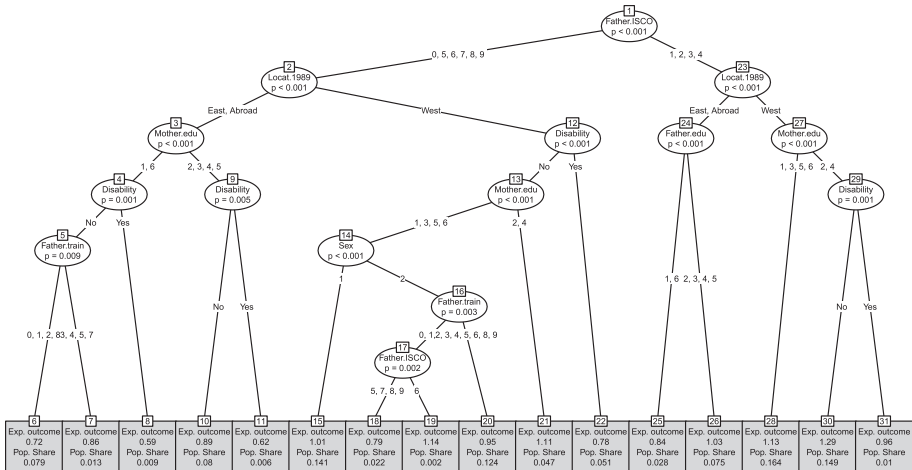 1
Father.ISCO
p < 0.001
0, 5, 6, 7, 8, 9
1, 2, 3, 4
2
Locat.1989
p < 0.001
23
Locat.1989
p < 0.001
East, Abroad
West
East, Abroad
West
3
Mother.edu
p < 0.001
12
Disability
p < 0.001
24
Father.edu
p < 0.001
27
Mother.edu
p < 0.001
1, 6
2, 3, 4, 5
No
Yes
1, 3, 5, 6
2, 4
4
Disability
p = 0.001
9
Disability
p = 0.005
13
Mother.edu
p < 0.001
29
Disability
p = 0.001
No
Yes
1, 3, 5, 6
2, 4
5
Father.train
p = 0.009
14
Sex
p < 0.001
1
2
1, 6
2, 3, 4, 5
16
Father.train
p = 0.003
No
Yes
No
Yes
0, 1, 2, 8
3, 4, 5, 7
0, 1,
2, 3, 4, 5, 6, 8, 9
17
Father.ISCO
p = 0.002
5, 7, 8, 9
6
6
Exp. outcome
0.72
Pop. Share
0.079
7
Exp. outcome
0.86
Pop. Share
0.013
8
Exp. outcome
0.59
Pop. Share
0.009
10
Exp. outcome
0.89
Pop. Share
0.08
11
Exp. outcome
0.62
Pop. Share
0.006
15
Exp. outcome
1.01
Pop. Share
0.141
18
Exp. outcome
0.79
Pop. Share
0.022
19
Exp. outcome
1.14
Pop. Share
0.002
20
Exp. outcome
0.95
Pop. Share
0.124
21
Exp. outcome
1.11
Pop. Share
0.047
22
Exp. outcome
0.78
Pop. Share
0.051
25
Exp. outcome
0.84
Pop. Share
0.028
26
Exp. outcome
1.03
Pop. Share
0.075
28
Exp. outcome
1.13
Pop. Share
0.164
30
Exp. outcome
1.29
Pop. Share
0.149
31
Exp. outcome
0.96
Pop. Share
0.01